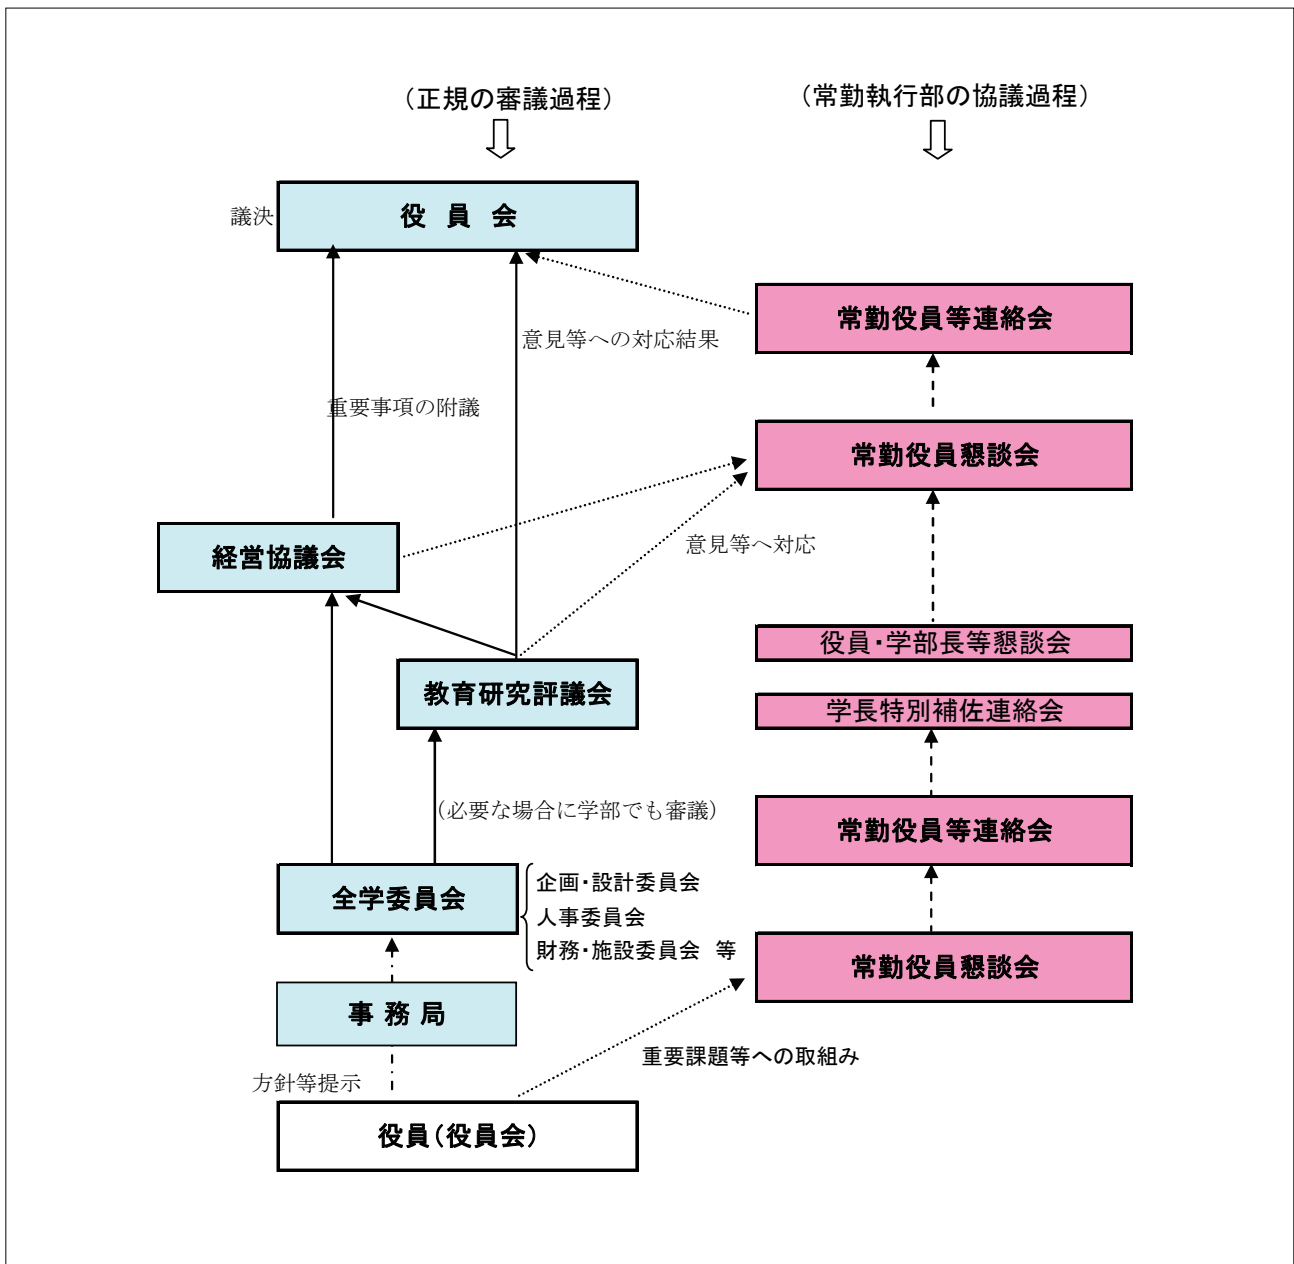 （正規の審議過程）
（常勤執行部の協議過程）
議決
役 員 会
常勤役員等連絡会
意見等への対応結果
重要事項の附議
常勤役員懇談会
経営協議会
意見等へ対応
役員・学部長等懇談会
教育研究評議会
学長特別補佐連絡会
（必要な場合に学部でも審議）
常勤役員等連絡会
全学委員会
企画・設計委員会
人事委員会
財務・施設委員会 等
常勤役員懇談会
事 務 局
重要課題等への取組み
方針等提示
役員（役員会）